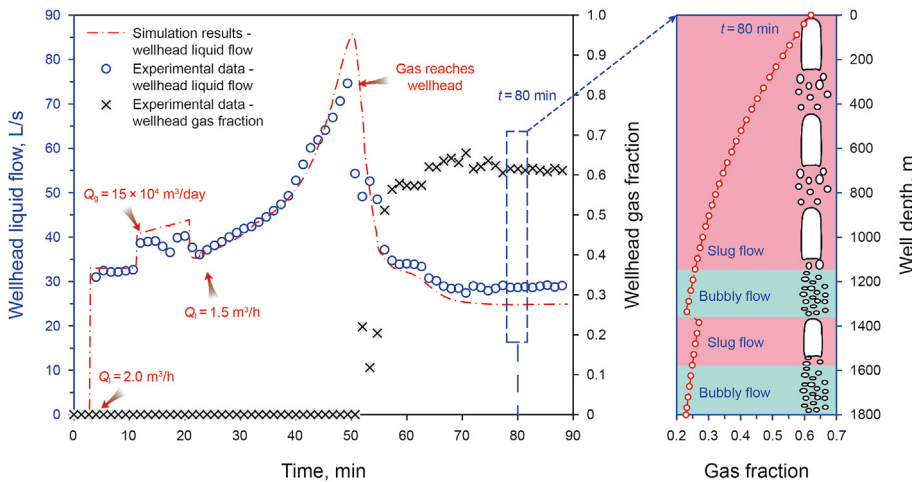 Simulation results -
wellhead liquid flow
Experimental data -
wellhead liquid flow
Experimental data -
wellhead gas fraction
Gas reaches
wellhead
t = 80 min
Qg = 15 × 10⁴ m³/day
Ql = 1.5 m³/h
Ql = 2.0 m³/h
90
80
70
60
50
40
30
20
10
0
Wellhead liquid flow, L/s
0 10 20 30 40 50 60 70 80 90
Time, min
1.0
0.9
0.8
0.7
0.6
0.5
0.4
0.3
0.2
0.1
0
Wellhead gas fraction
t = 80 min
Slug flow
Bubbly flow
Slug flow
Bubbly flow
0.2 0.3 0.4 0.5 0.6 0.7
Gas fraction
0
200
400
600
800
1000
1200
1400
1600
1800
Well depth, m